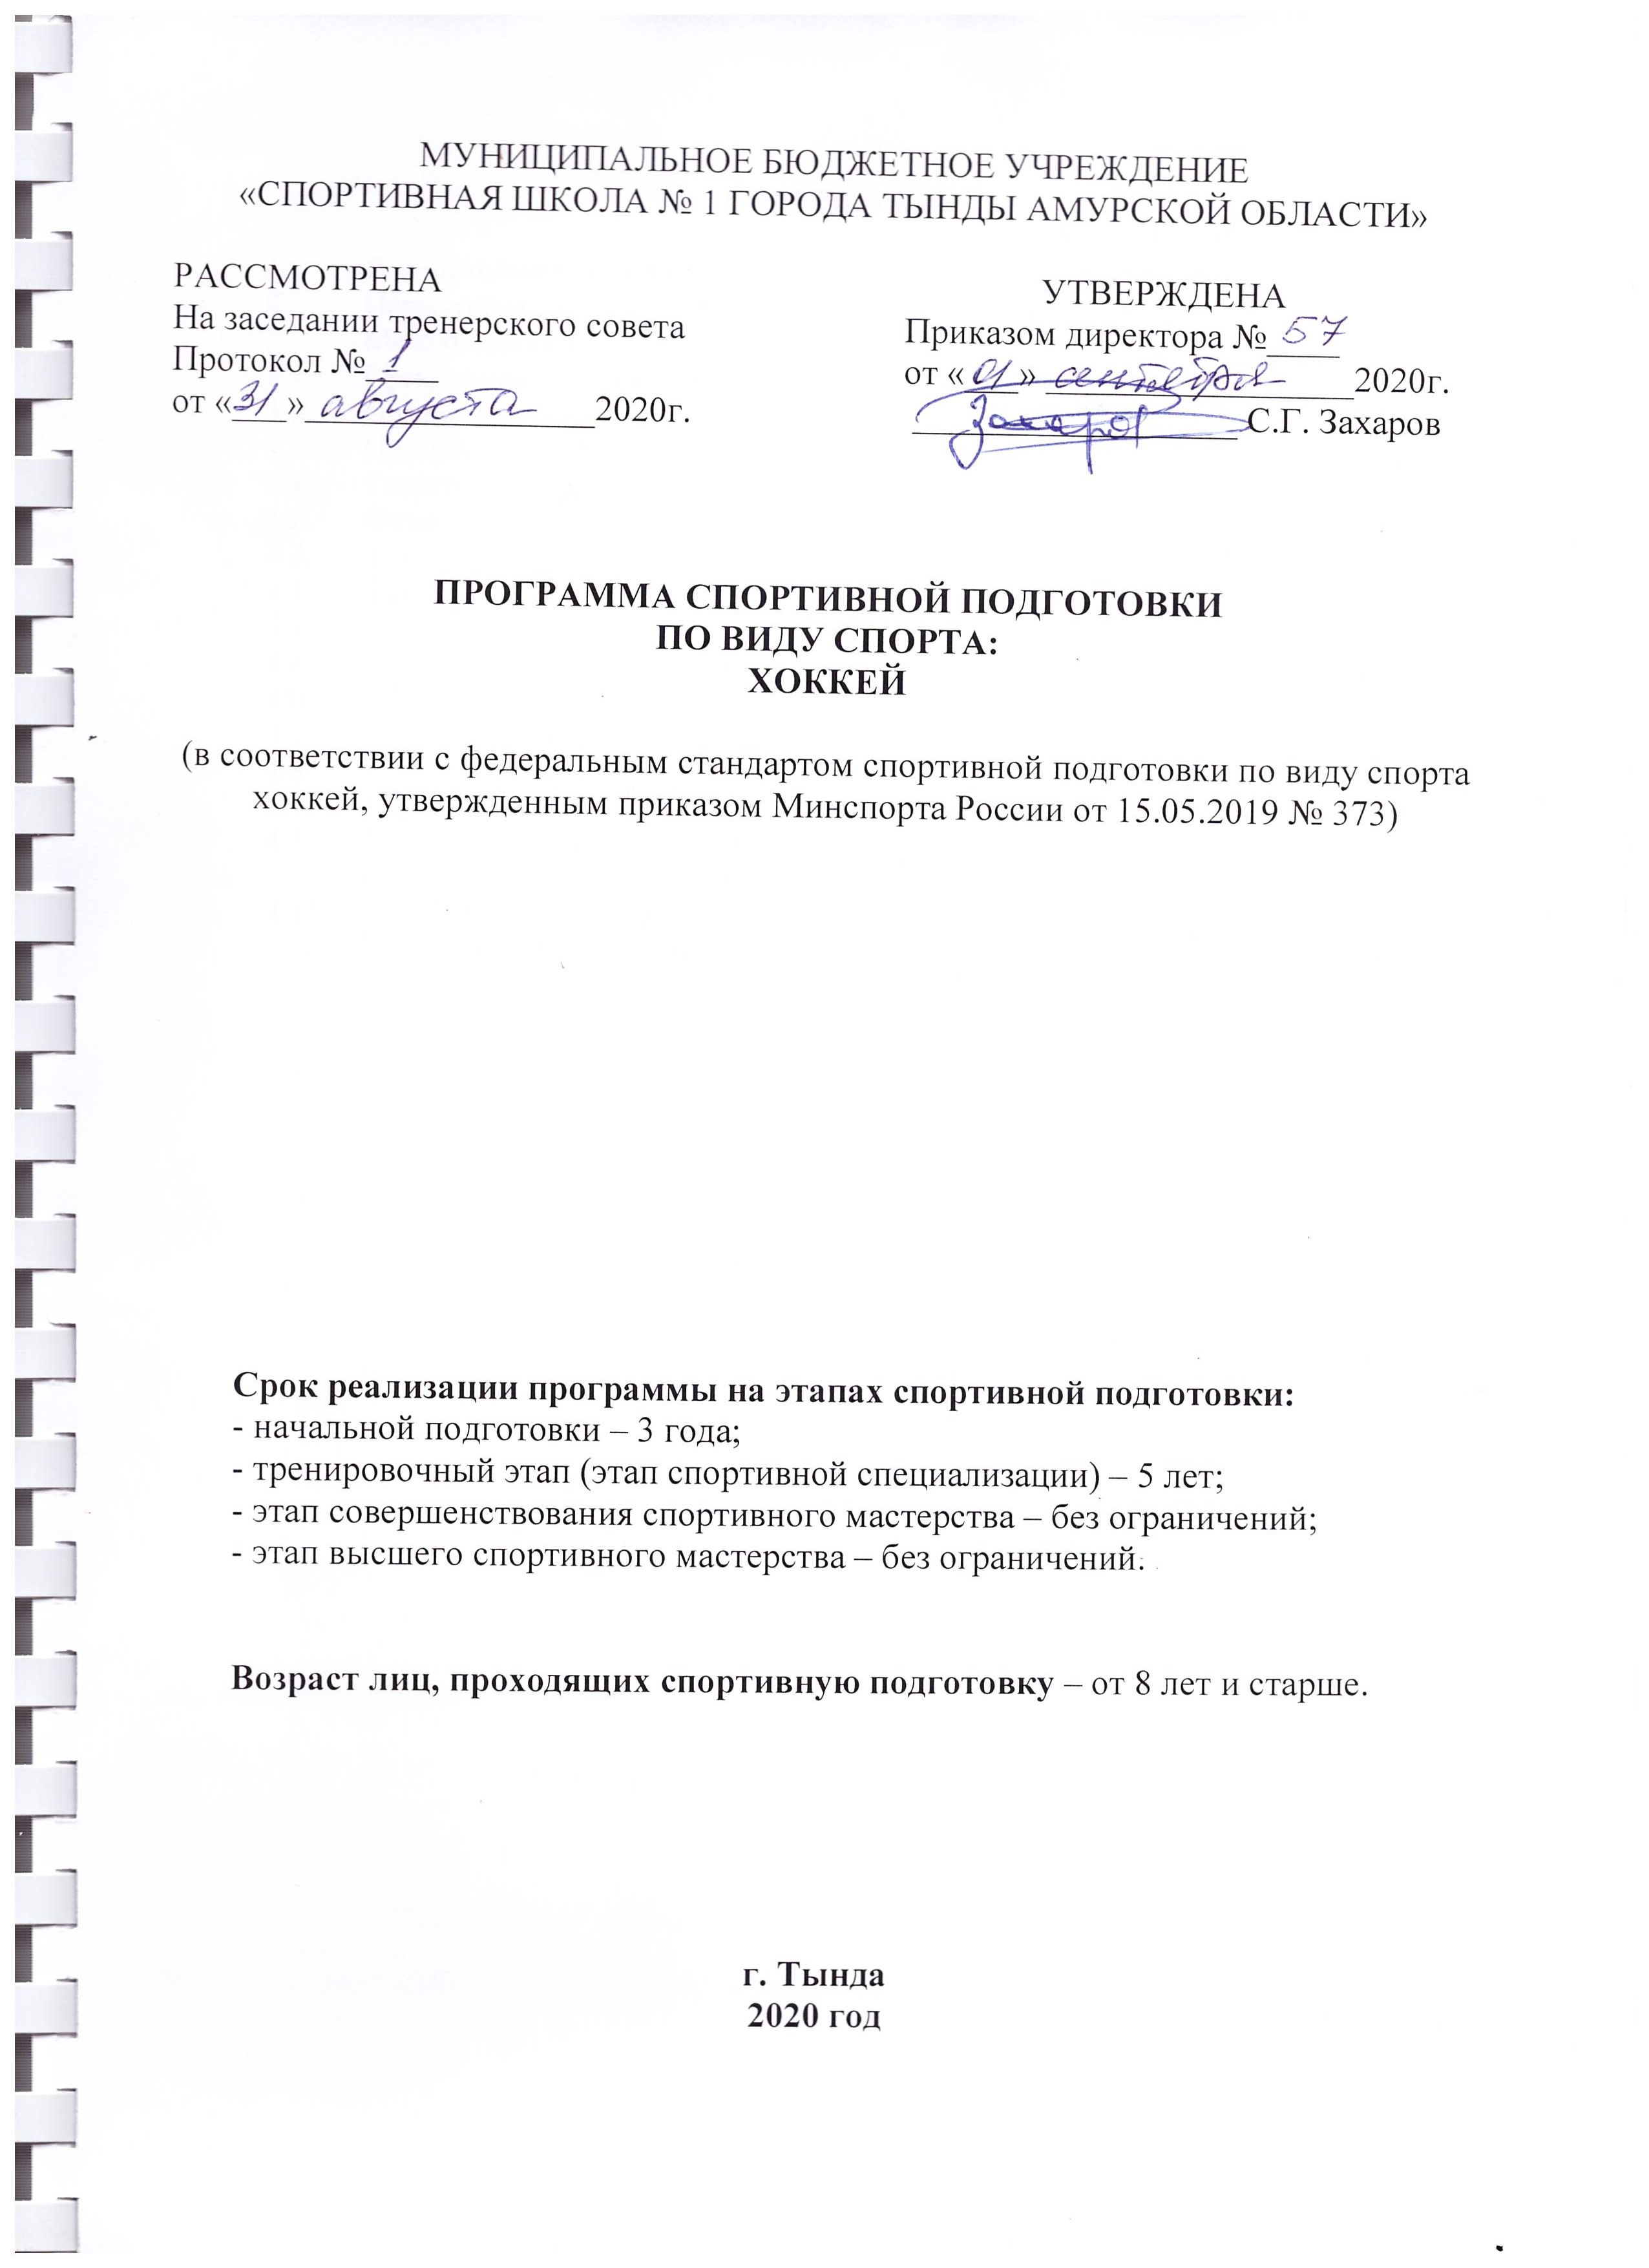 МУНИЦИПАЛЬНОЕ БЮДЖЕТНОЕ УЧРЕЖДЕНИЕ
«СПОРТИВНАЯ ШКОЛА № 1 ГОРОДА ТЫНДЫ АМУРСКОЙ ОБЛАСТИ»
РАССМОТРЕНА
На заседании тренерского совета
Протокол № 1
от «31» августа 2020г.
УТВЕРЖДЕНА
Приказом директора № 57
от «01» сентября 2020г.
Захаров С.Г. Захаров
ПРОГРАММА СПОРТИВНОЙ ПОДГОТОВКИ
ПО ВИДУ СПОРТА:
ХОККЕЙ
(в соответствии с федеральным стандартом спортивной подготовки по виду спорта
хоккей, утвержденным приказом Минспорта России от 15.05.2019 № 373)
Срок реализации программы на этапах спортивной подготовки:
- начальной подготовки – 3 года;
- тренировочный этап (этап спортивной специализации) – 5 лет;
- этап совершенствования спортивного мастерства – без ограничений;
- этап высшего спортивного мастерства – без ограничений.
Возраст лиц, проходящих спортивную подготовку – от 8 лет и старше.
г. Тында
2020 год